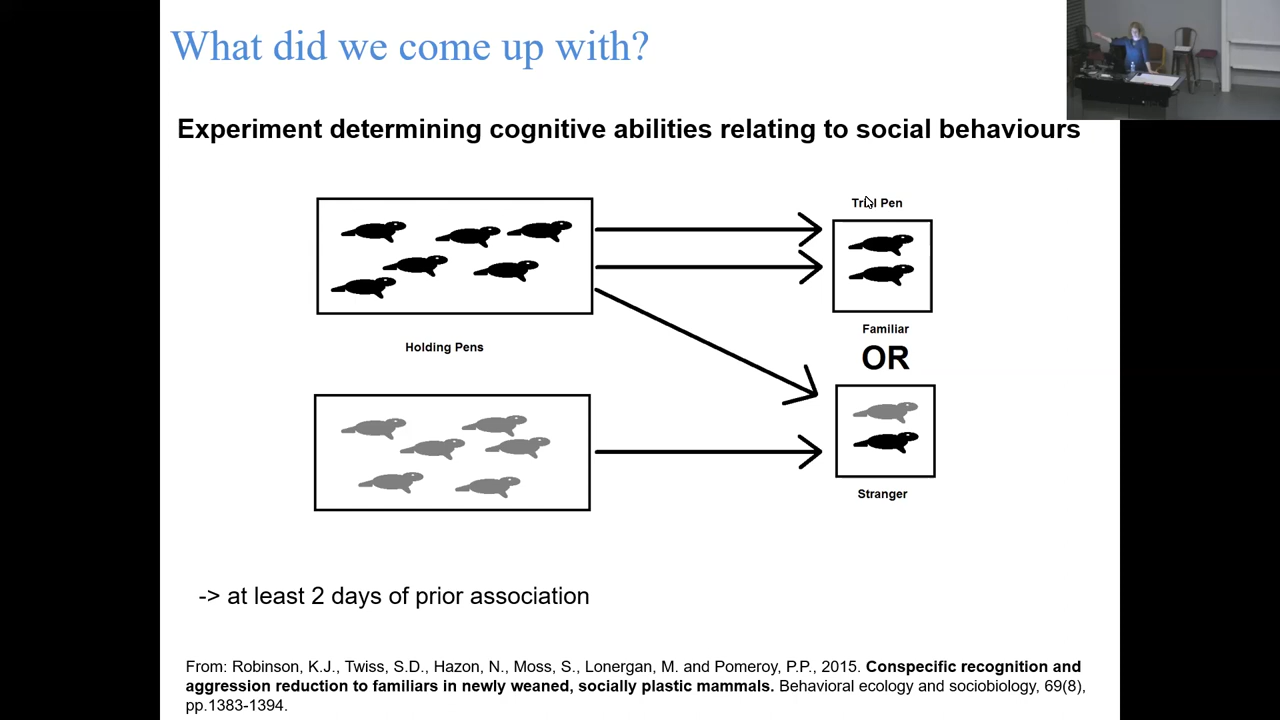 What did we come up with?
Experiment determining cognitive abilities relating to social behaviours
Trial Pen
Familiar
Holding Pens
OR
Stranger
-> at least 2 days of prior association
From: Robinson, K.J., Twiss, S.D., Hazon, N., Moss, S., Lonergan, M. and Pomeroy, P.P., 2015. Conspecific recognition and
aggression reduction to familiars in newly weaned, socially plastic mammals. Behavioral ecology and sociobiology, 69(8),
pp.1383-1394.